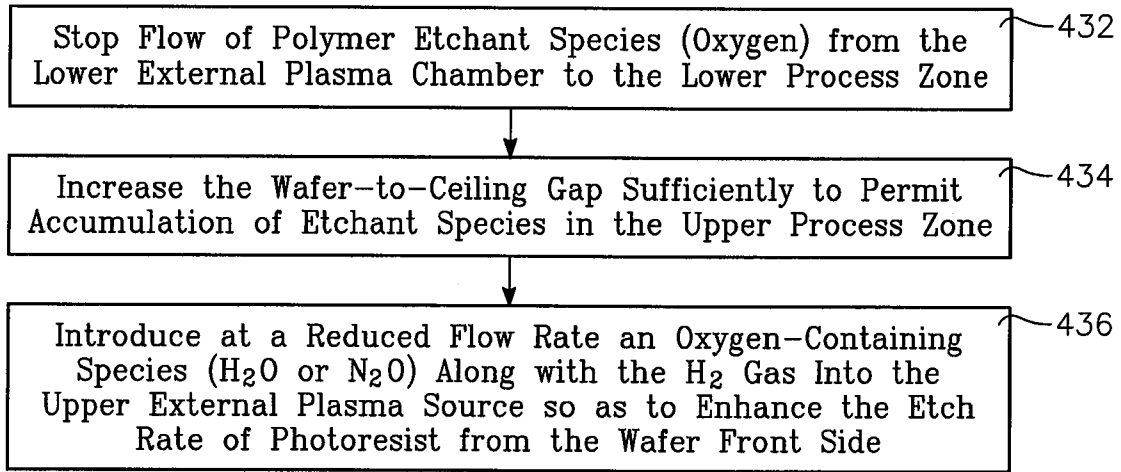 Stop Flow of Polymer Etchant Species (Oxygen) from the
Lower External Plasma Chamber to the Lower Process Zone
432
Increase the Wafer-to-Ceiling Gap Sufficiently to Permit
Accumulation of Etchant Species in the Upper Process Zone
434
Introduce at a Reduced Flow Rate an Oxygen-Containing
Species (H₂O or N₂O) Along with the H₂ Gas Into the
Upper External Plasma Source so as to Enhance the Etch
Rate of Photoresist from the Wafer Front Side
436